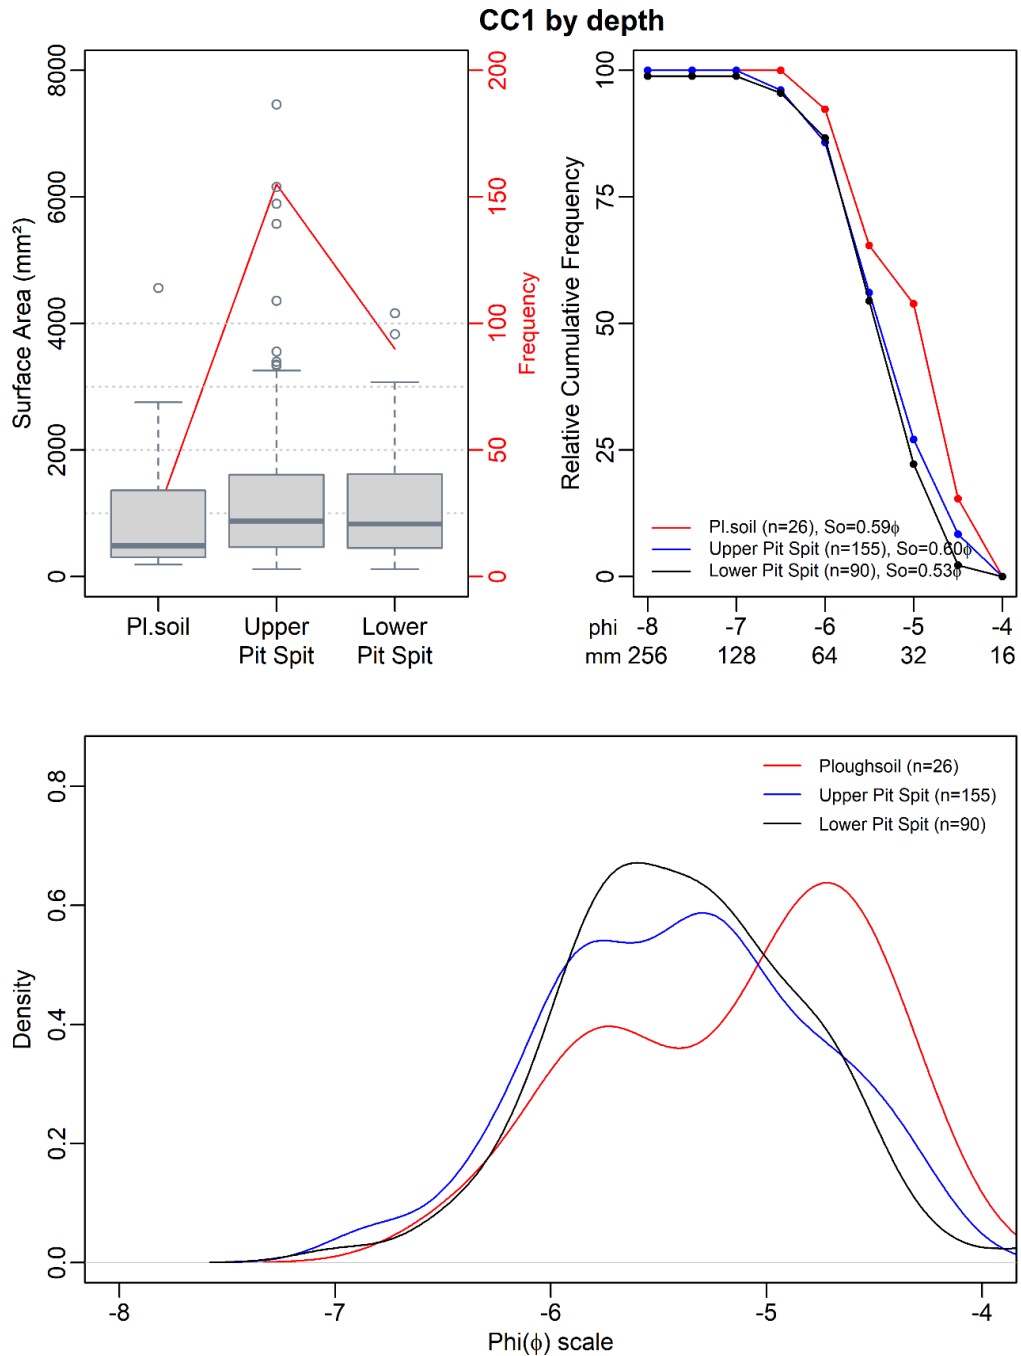 CC1 by depth
Surface Area (mm²)
8000
6000
4000
2000
0
200
150
100
50
0
Frequency
Pl.soil
Upper
Pit Spit
Lower
Pit Spit
Relative Cumulative Frequency
100
75
50
25
0
Pl.soil (n=26), So=0.59ϕ
Upper Pit Spit (n=155), So=0.60ϕ
Lower Pit Spit (n=90), So=0.53ϕ
phi -8 -7 -6 -5 -4
mm 256 128 64 32 16
Density
0.8
0.6
0.4
0.2
0.0
Ploughsoil (n=26)
Upper Pit Spit (n=155)
Lower Pit Spit (n=90)
-8 -7 -6 -5 -4
Phi(ϕ) scale